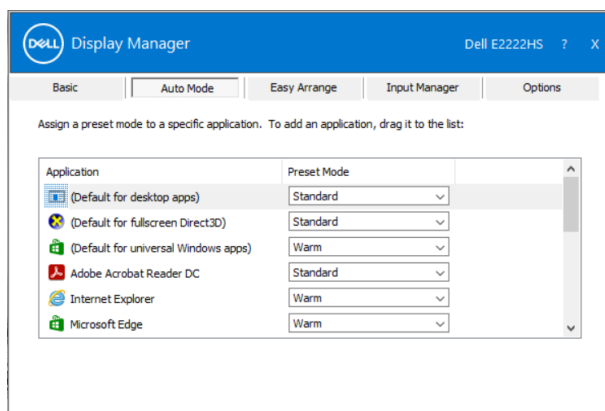 DELL Display Manager Dell E2222HS ? X
Basic Auto Mode Easy Arrange Input Manager Options
Assign a preset mode to a specific application. To add an application, drag it to the list:
Application Preset Mode
(Default for desktop apps) Standard
(Default for fullscreen Direct3D) Standard
(Default for universal Windows apps) Warm
Adobe Acrobat Reader DC Standard
Internet Explorer Warm
Microsoft Edge Warm